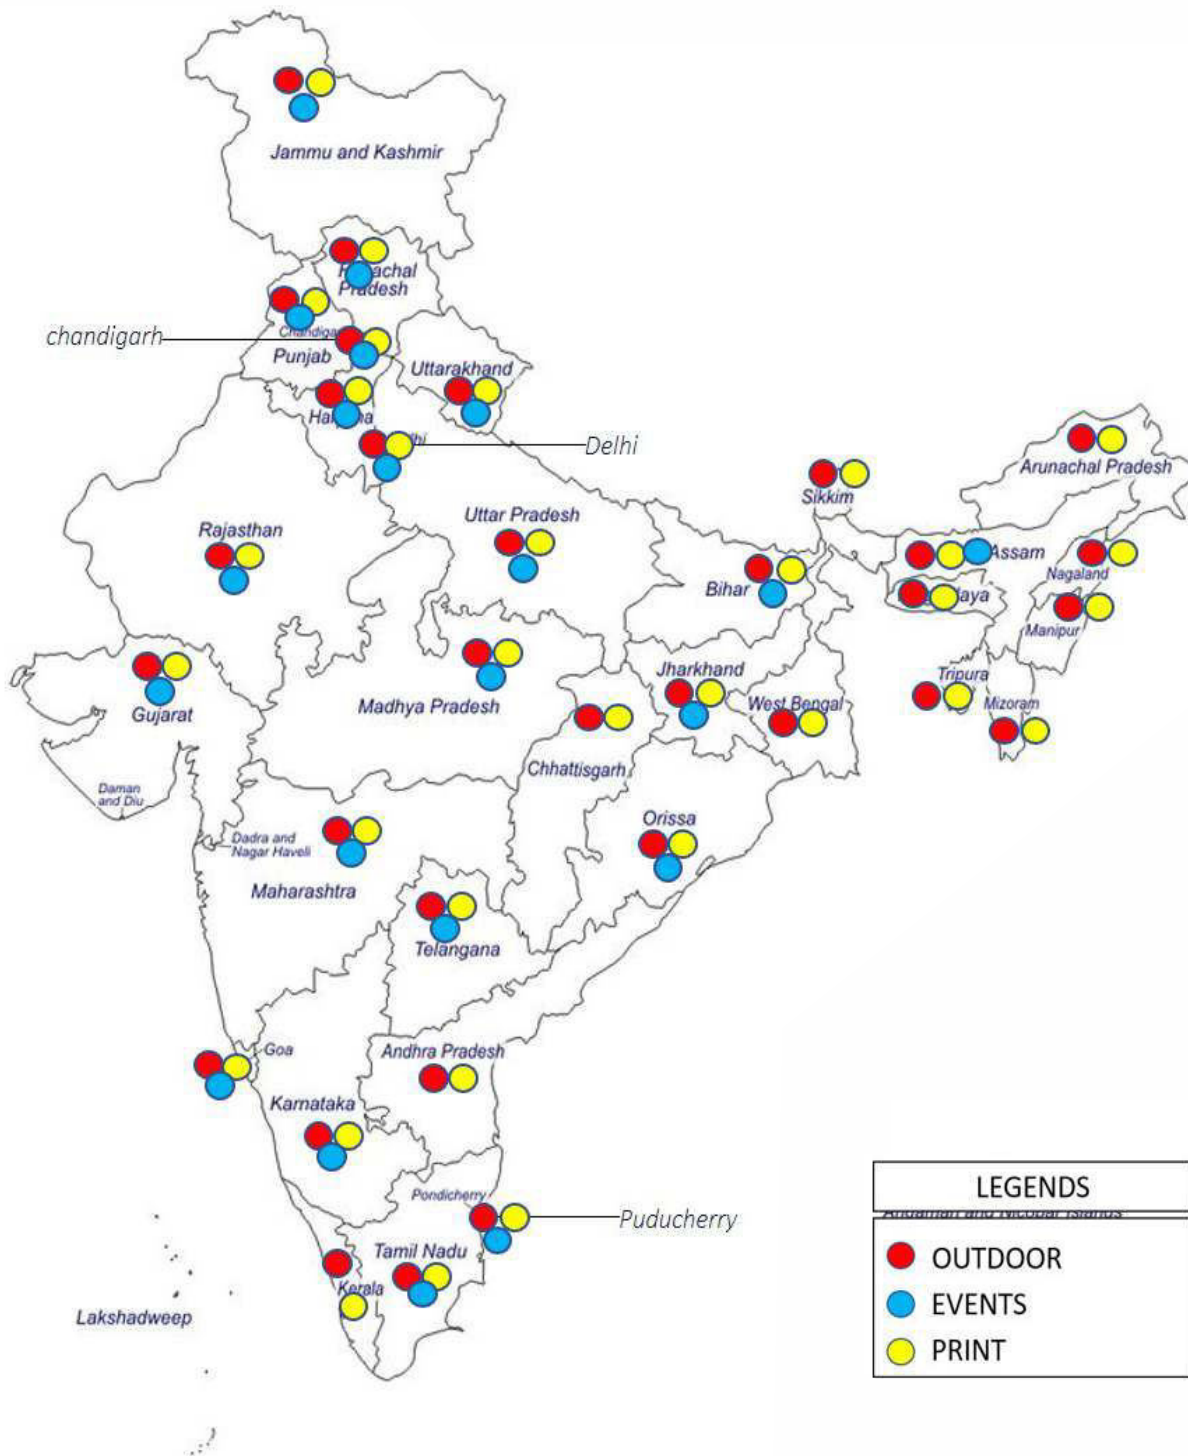 Jammu and Kashmir
Pradesh
chandigarh
Punjab
Uttarakhand
Delhi
Arunachal Pradesh
Sikkim
Rajasthan
Uttar Pradesh
Assam
Nagaland
Bihar
Manipur
Jharkhand
Tripura
Gujarat
Madhya Pradesh
West Bengal
Mizoram
Chhattisgarh
Daman
and Diu
Orissa
Dadra and
Nagar Haveli
Maharashtra
Telangana
Goa
Andhra Pradesh
Karnataka
Pondicherry
Puducherry
Tamil Nadu
Kerala
Lakshadweep
LEGENDS
OUTDOOR
EVENTS
PRINT